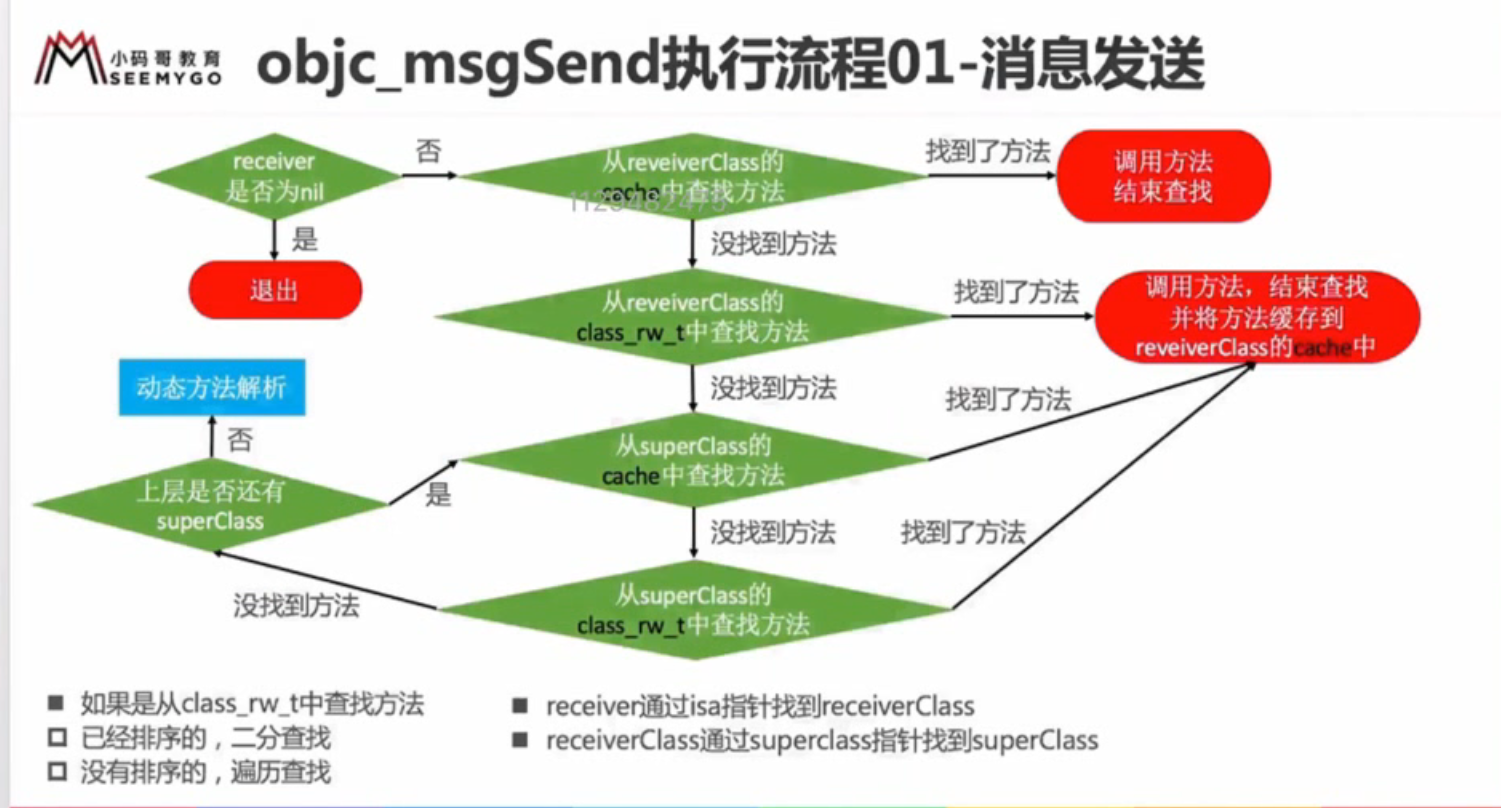 小码哥教育
SEEMYGO
objc_msgSend执行流程01-消息发送
receiver
是否为nil
否
从reveiverClass的
cache中查找方法
找到了方法
调用方法
结束查找
是
退出
没找到方法
从reveiverClass的
class_rw_t中查找方法
找到了方法
调用方法，结束查找
并将方法缓存到
reveiverClass的cache中
没找到方法
动态方法解析
否
从superClass的
cache中查找方法
找到了方法
上层是否还有
superClass
是
没找到方法
找到了方法
从superClass的
class_rw_t中查找方法
没找到方法
如果是从class_rw_t中查找方法
已经排序的，二分查找
没有排序的，遍历查找
receiver通过isa指针找到receiverClass
receiverClass通过superclass指针找到superClass